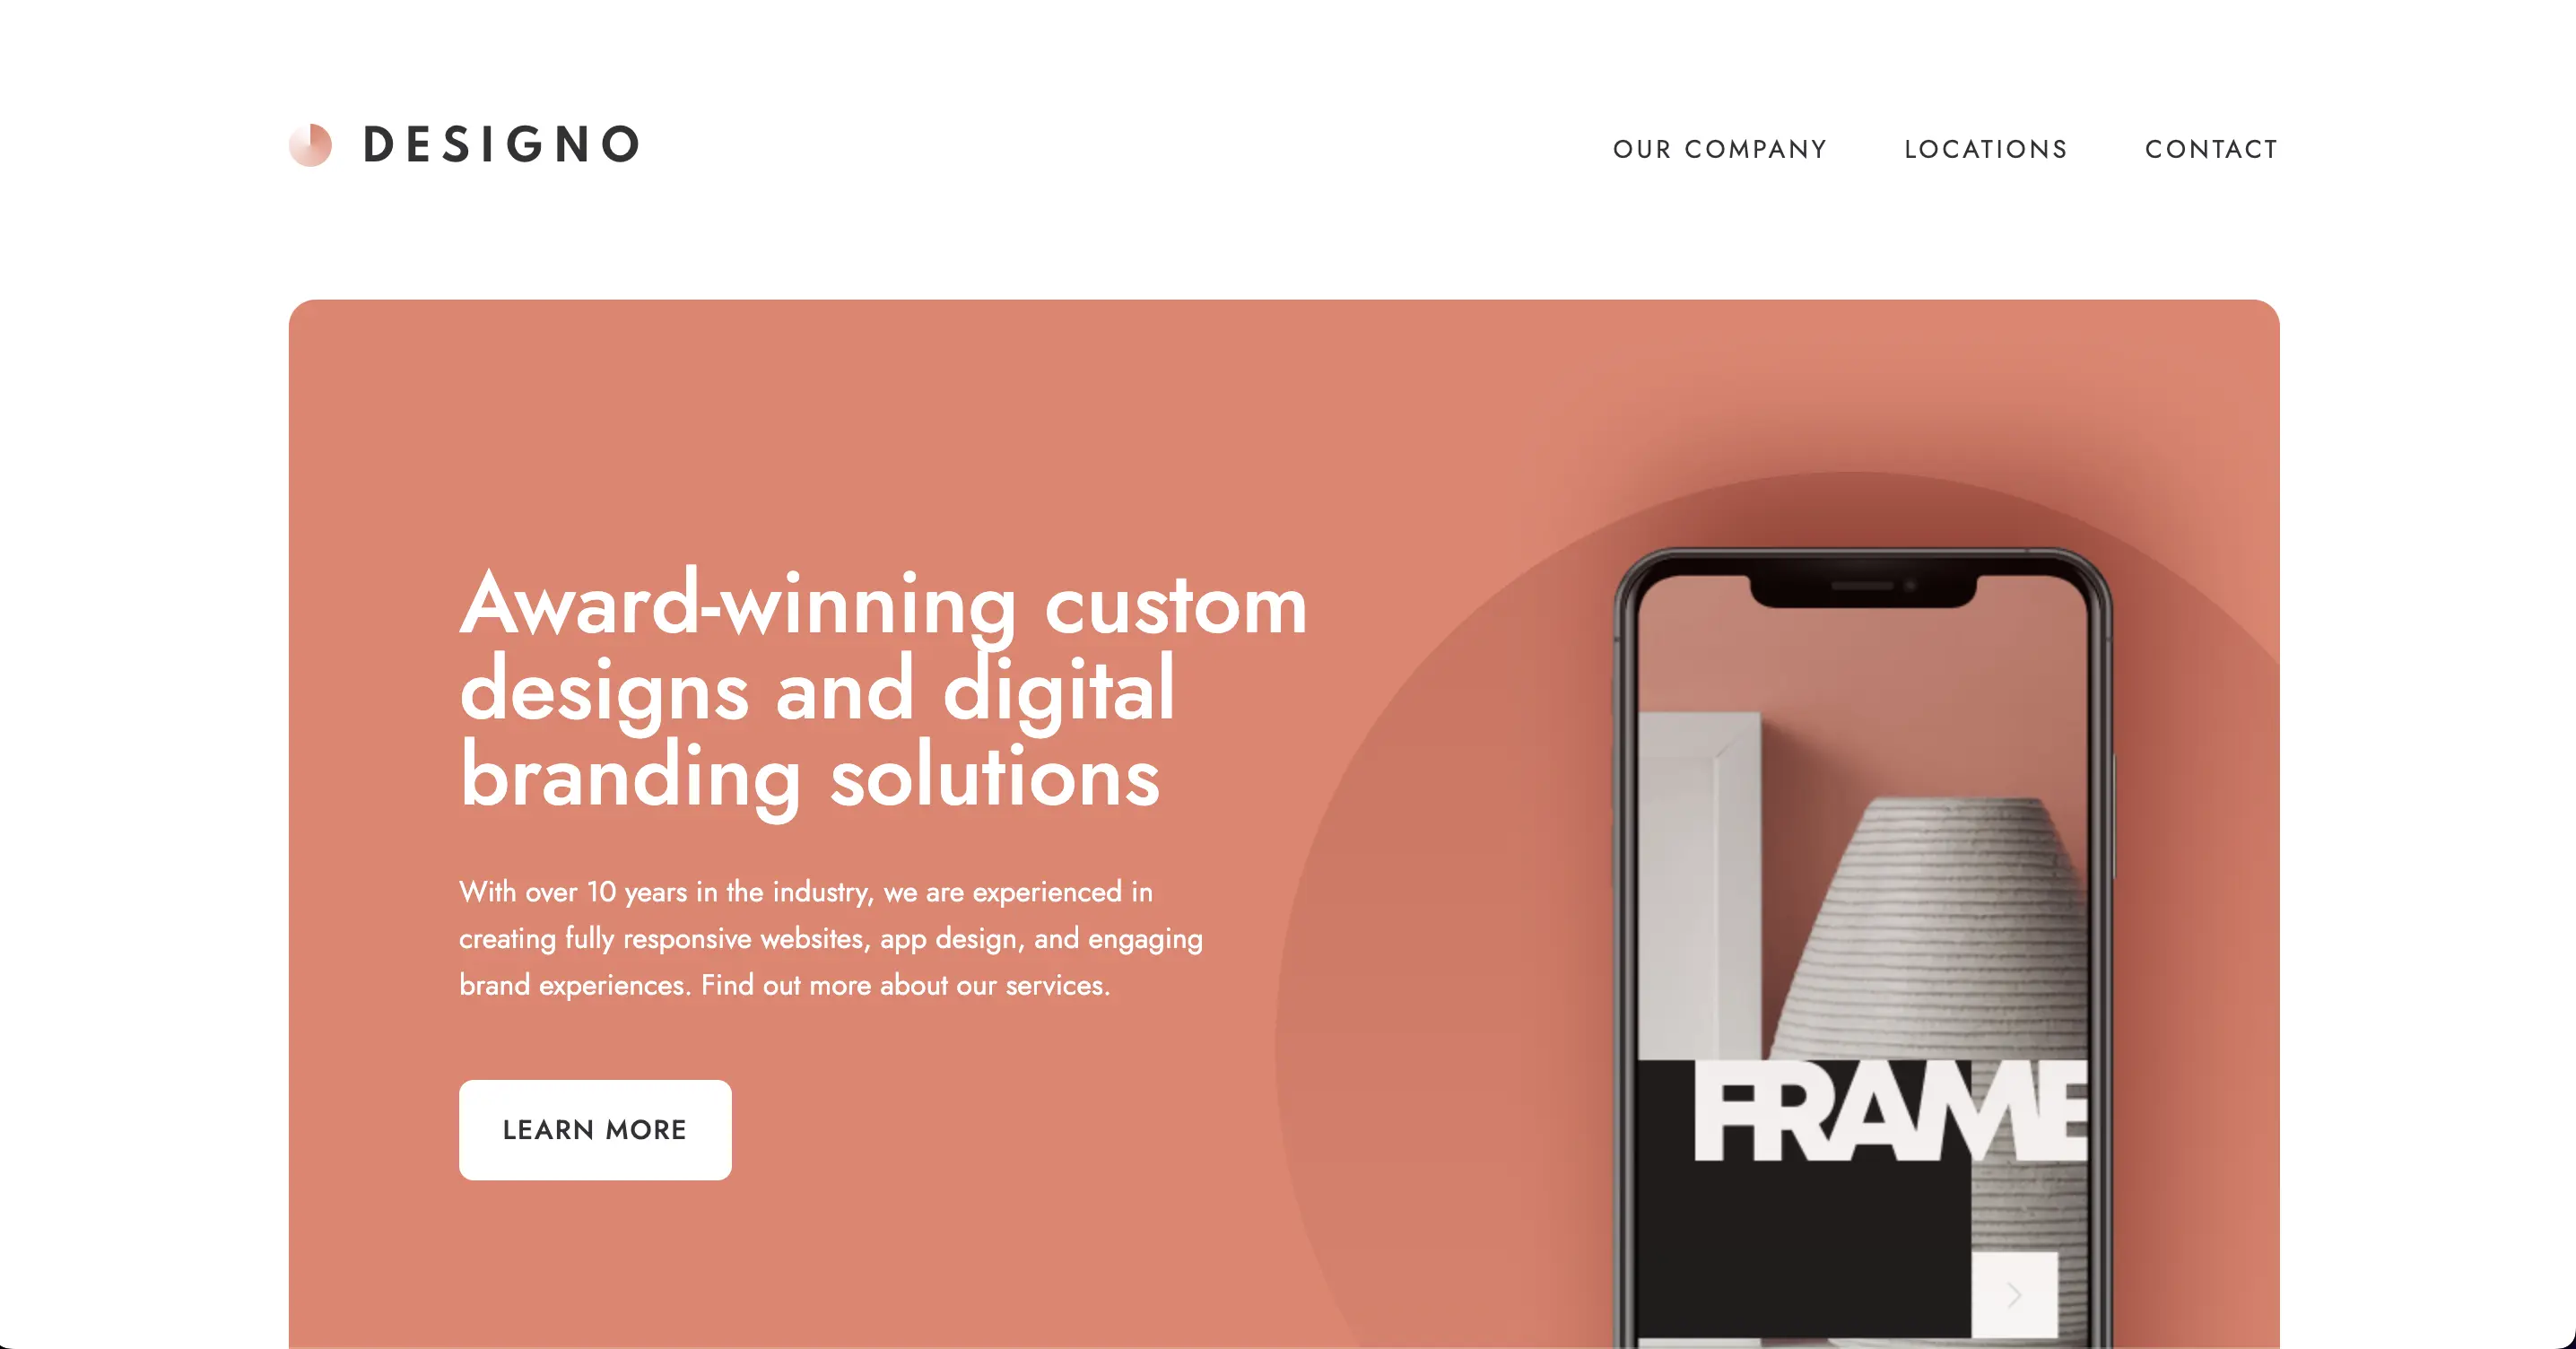 DESIGNO
OUR COMPANY
LOCATIONS
CONTACT
Award-winning custom
designs and digital
branding solutions
With over 10 years in the industry, we are experienced in
creating fully responsive websites, app design, and engaging
brand experiences. Find out more about our services.
LEARN MORE
FRAME